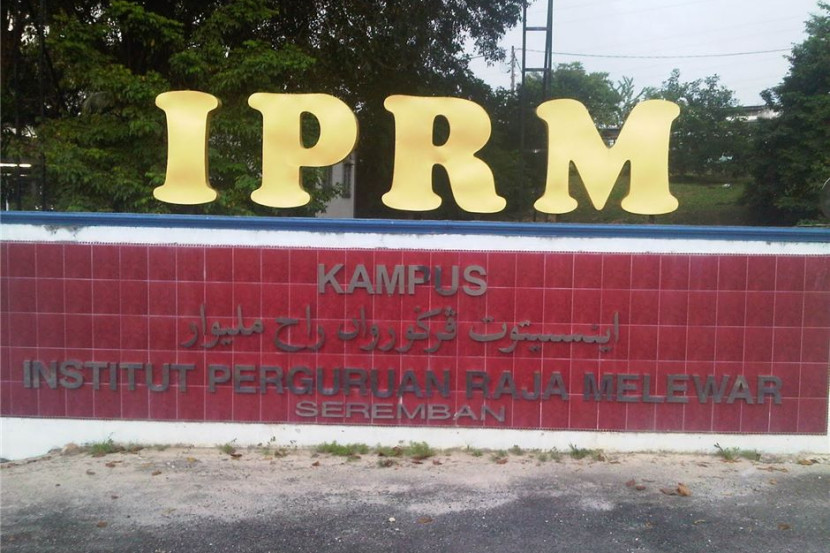 IPRM
KAMPUS
اينستيتوت ڤرݢوروان راج مليوار
INSTITUT PERGURUAN RAJA MELEWAR
SEREMBAN